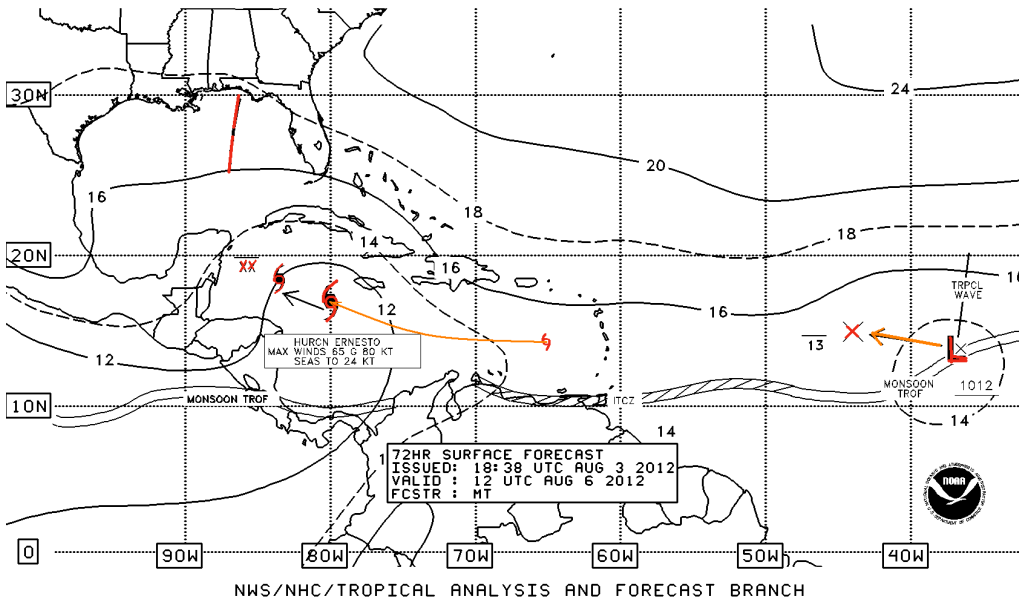 24
30N
20
16
18
14
18
20N
XX
16
16
TRPCL
WAVE
12
16
13
12
HURCN ERNESTO
MAX WINDS 65 G 80 KT
SEAS TO 24 KT
L
MONSOON
TROF
1012
MONSOON TROF
10N
ITCZ
14
14
72HR SURFACE FORECAST
ISSUED: 18:38 UTC AUG 3 2012
VALID : 12 UTC AUG 6 2012
FCSTR : MT
NOAA
0
90W
80W
70W
60W
50W
40W
NWS/NHC/TROPICAL ANALYSIS AND FORECAST BRANCH